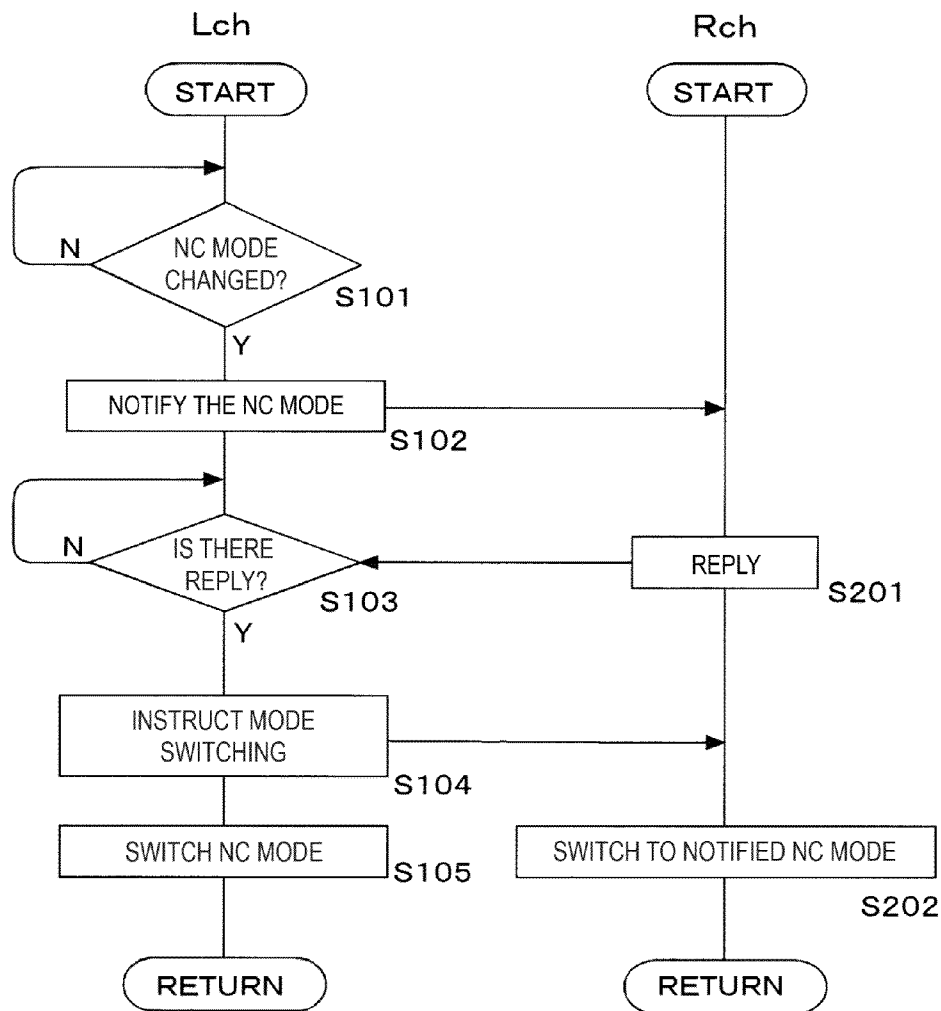 Lch
Rch
START
START
N
NC MODE
CHANGED?
S101
Y
NOTIFY THE NC MODE
S102
N
IS THERE
REPLY?
S103
REPLY
S201
Y
INSTRUCT MODE
SWITCHING
S104
SWITCH NC MODE
S105
SWITCH TO NOTIFIED NC MODE
S202
RETURN
RETURN